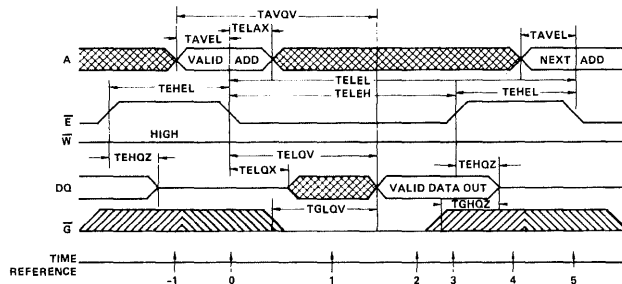 TAVQV
TELAX
TAVEL
TAVEL
A
VALID ADD
NEXT ADD
TELEL
TEHEL
TELEH
TEHEL
E
W
HIGH
TEHQZ
TELQV
TEHQZ
TELQX
DQ
VALID DATA OUT
TGLQV
TGHQZ
G
TIME
REFERENCE
-1 0 1 2 3 4 5